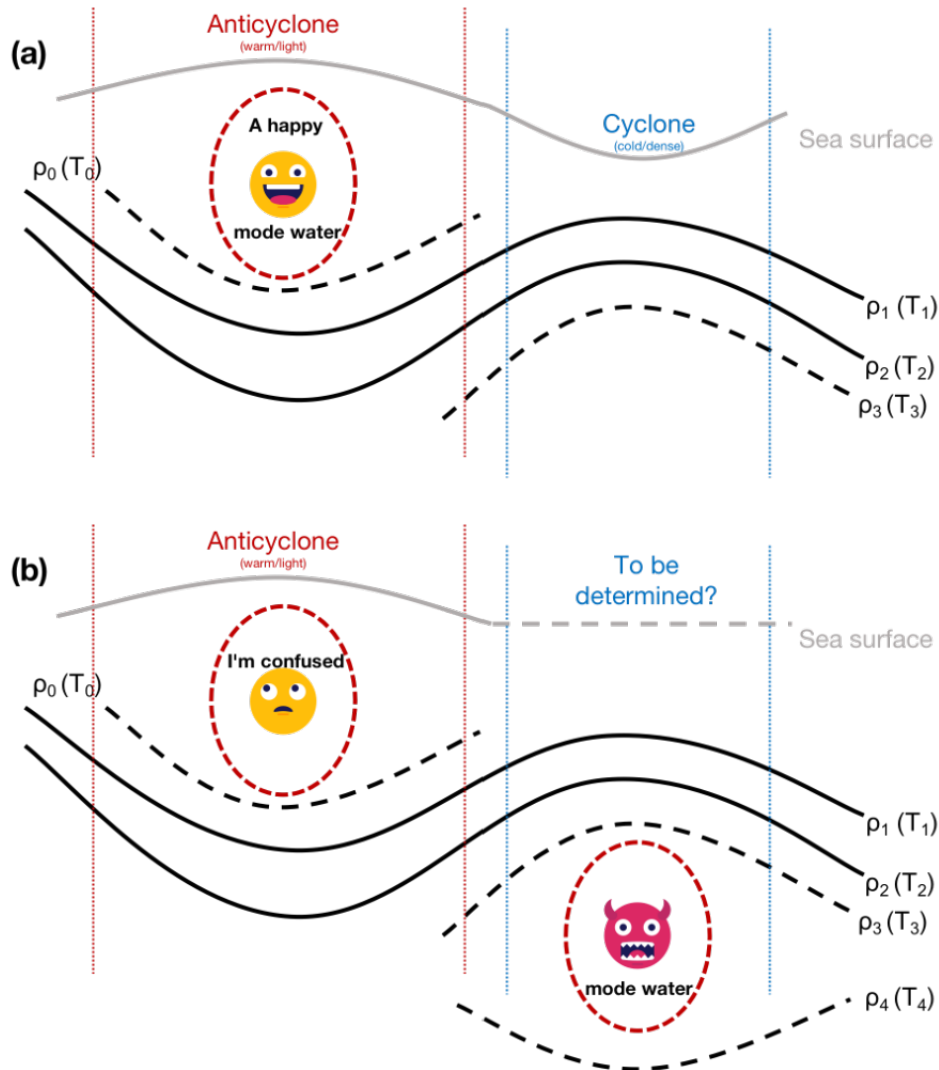 (a)
Anticyclone
(warm/light)
A happy
mode water
Cyclone
(cold/dense)
Sea surface
ρ₀ (T₀)
ρ₁ (T₁)
ρ₂ (T₂)
ρ₃ (T₃)
(b)
Anticyclone
(warm/light)
I'm confused
To be
determined?
Sea surface
ρ₀ (T₀)
ρ₁ (T₁)
ρ₂ (T₂)
ρ₃ (T₃)
mode water
ρ₄ (T₄)